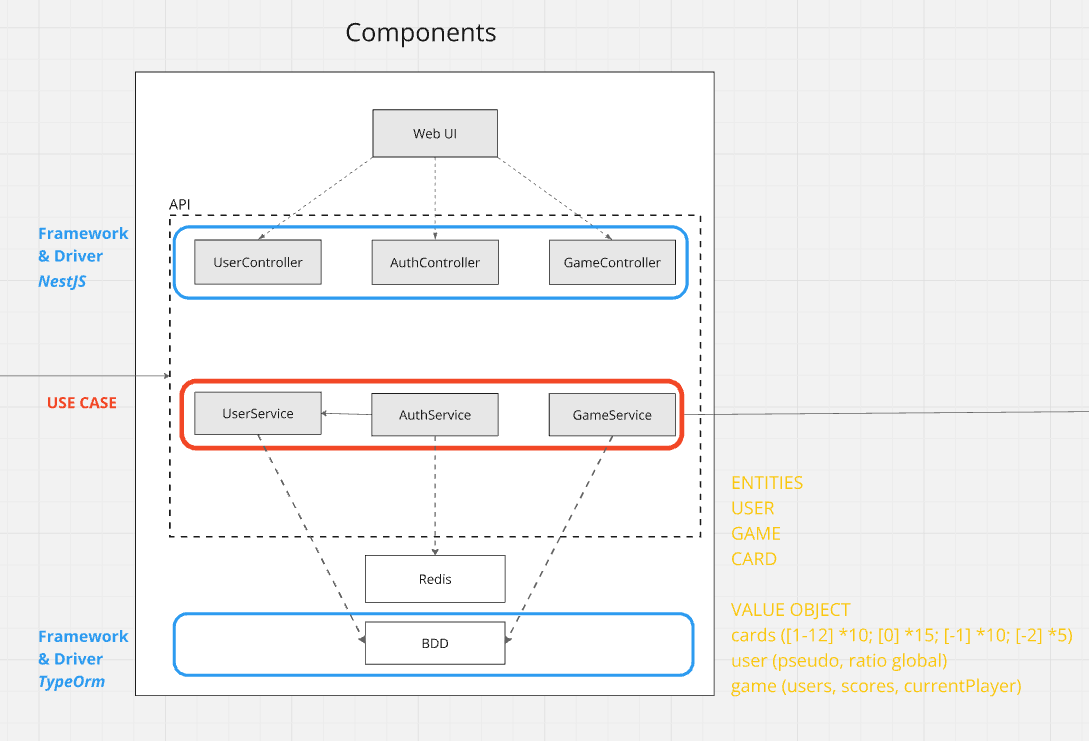 Components
Web UI
API
Framework
& Driver
NestJS
UserController
AuthController
GameController
USE CASE
UserService
AuthService
GameService
ENTITIES
USER
GAME
CARD
Redis
VALUE OBJECT
cards ([1-12] *10; [0] *15; [-1] *10; [-2] *5)
user (pseudo, ratio global)
game (users, scores, currentPlayer)
Framework
& Driver
TypeOrm
BDD